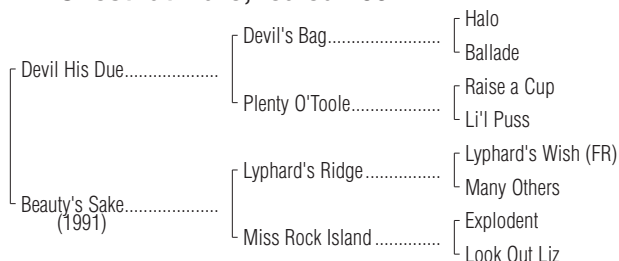 Devil His Due
Devil's Bag
Halo
Ballade
Plenty O'Toole
Raise a Cup
Li'l Puss
Beauty's Sake
(1991)
Lyphard's Ridge
Lyphard's Wish (FR)
Many Others
Miss Rock Island
Explodent
Look Out Liz